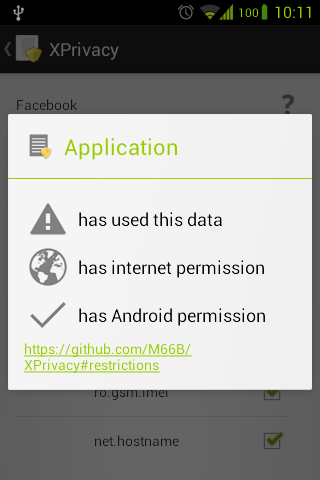 100 10:11
XPrivacy
Facebook ?
Application
has used this data
has internet permission
has Android permission
https://github.com/M66B/
XPrivacy#restrictions
ro.gsm.imei
net.hostname